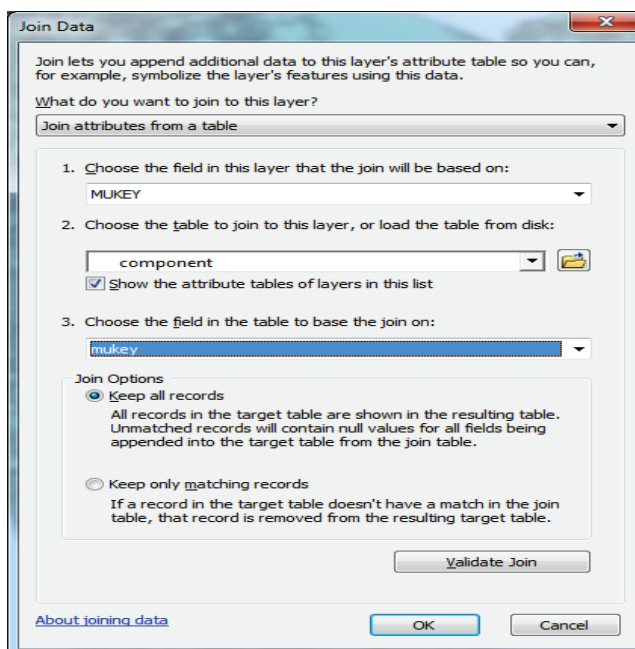 Join Data
Join lets you append additional data to this layer's attribute table so you can,
for example, symbolize the layer's features using this data.
What do you want to join to this layer?
Join attributes from a table
1. Choose the field in this layer that the join will be based on:
MUKEY
2. Choose the table to join to this layer, or load the table from disk:
component
Show the attribute tables of layers in this list
3. Choose the field in the table to base the join on:
mukey
Join Options
Keep all records
All records in the target table are shown in the resulting table.
Unmatched records will contain null values for all fields being
appended into the target table from the join table.
Keep only matching records
If a record in the target table doesn't have a match in the join
table, that record is removed from the resulting target table.
Validate Join
About joining data
OK
Cancel